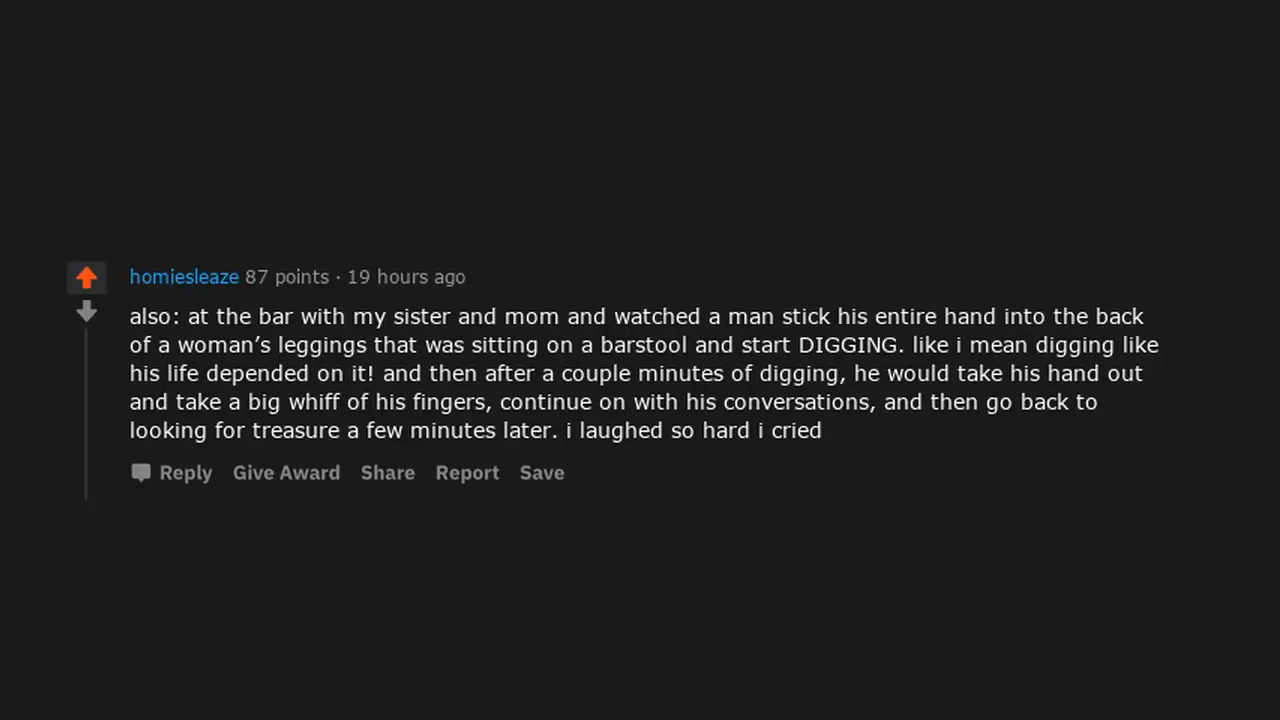 homiesleaze 87 points · 19 hours ago
also: at the bar with my sister and mom and watched a man stick his entire hand into the back
of a woman’s leggings that was sitting on a barstool and start DIGGING. like i mean digging like
his life depended on it! and then after a couple minutes of digging, he would take his hand out
and take a big whiff of his fingers, continue on with his conversations, and then go back to
looking for treasure a few minutes later. i laughed so hard i cried
Reply Give Award Share Report Save